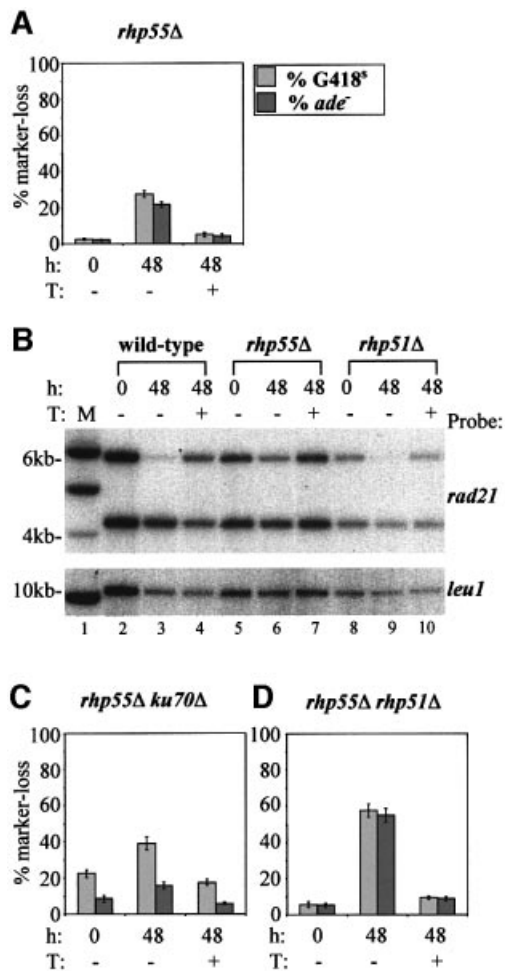 A
rhp55Δ
% G418ˢ
% ade⁻
100
80
60
40
20
0
% marker-loss
h: 0 48 48
T: - - +
B
wild-type rhp55Δ rhp51Δ
h: 0 48 48 0 48 48 0 48 48
T: M - - + - - + - - + Probe:
6kb-
rad21
4kb-
10kb-
leu1
1 2 3 4 5 6 7 8 9 10
C
rhp55Δ ku70Δ
100
80
60
40
20
0
% marker-loss
h: 0 48 48
T: - - +
D
rhp55Δ rhp51Δ
100
80
60
40
20
0
0 48 48
- - +